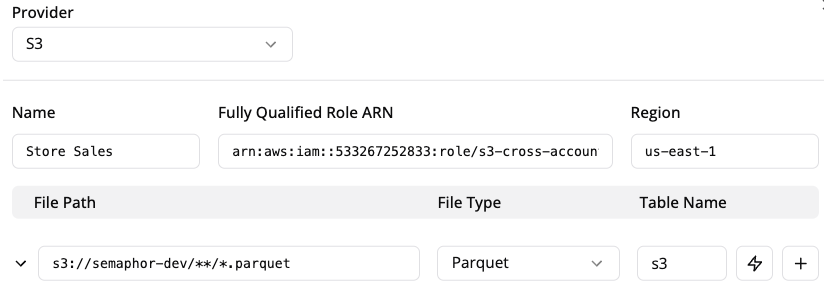 Provider
S3
Name Fully Qualified Role ARN Region
Store Sales arn:aws:iam::533267252833:role/s3-cross-accoun us-east-1
File Path File Type Table Name
s3://semaphor-dev/**/*.parquet Parquet s3